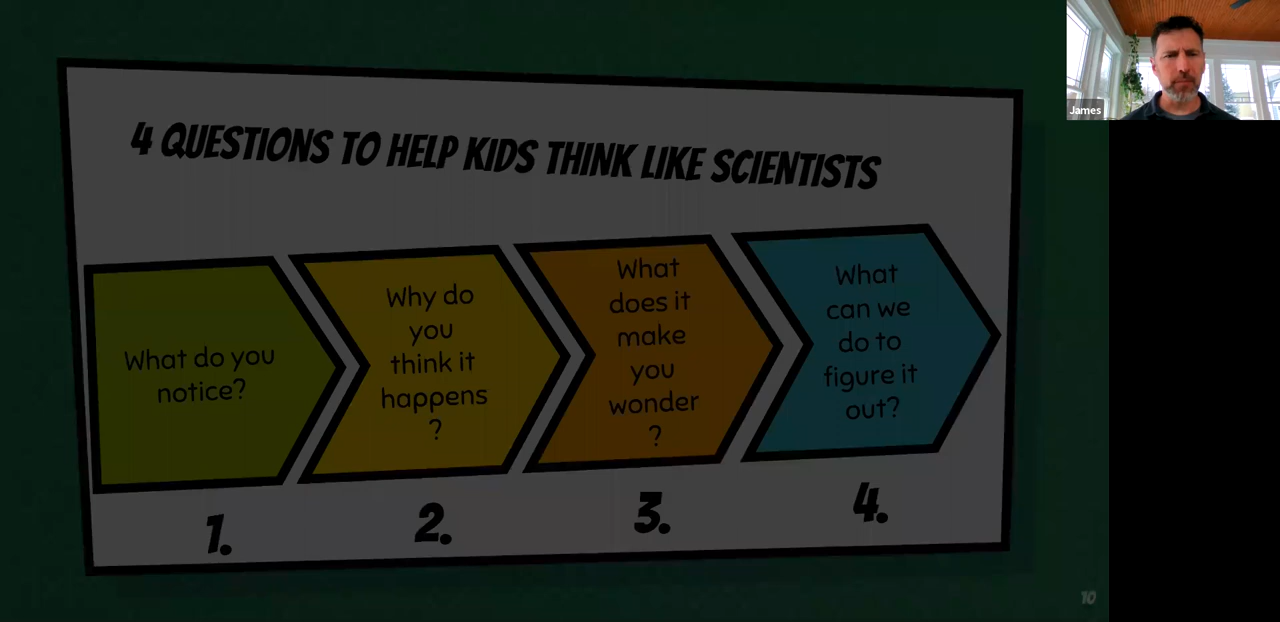 James
4 QUESTIONS TO HELP KIDS THINK LIKE SCIENTISTS
What do you
notice?
1.
Why do
you
think it
happens
?
2.
What
does it
make
you
wonder
?
3.
What
can we
do to
figure it
out?
4.
10